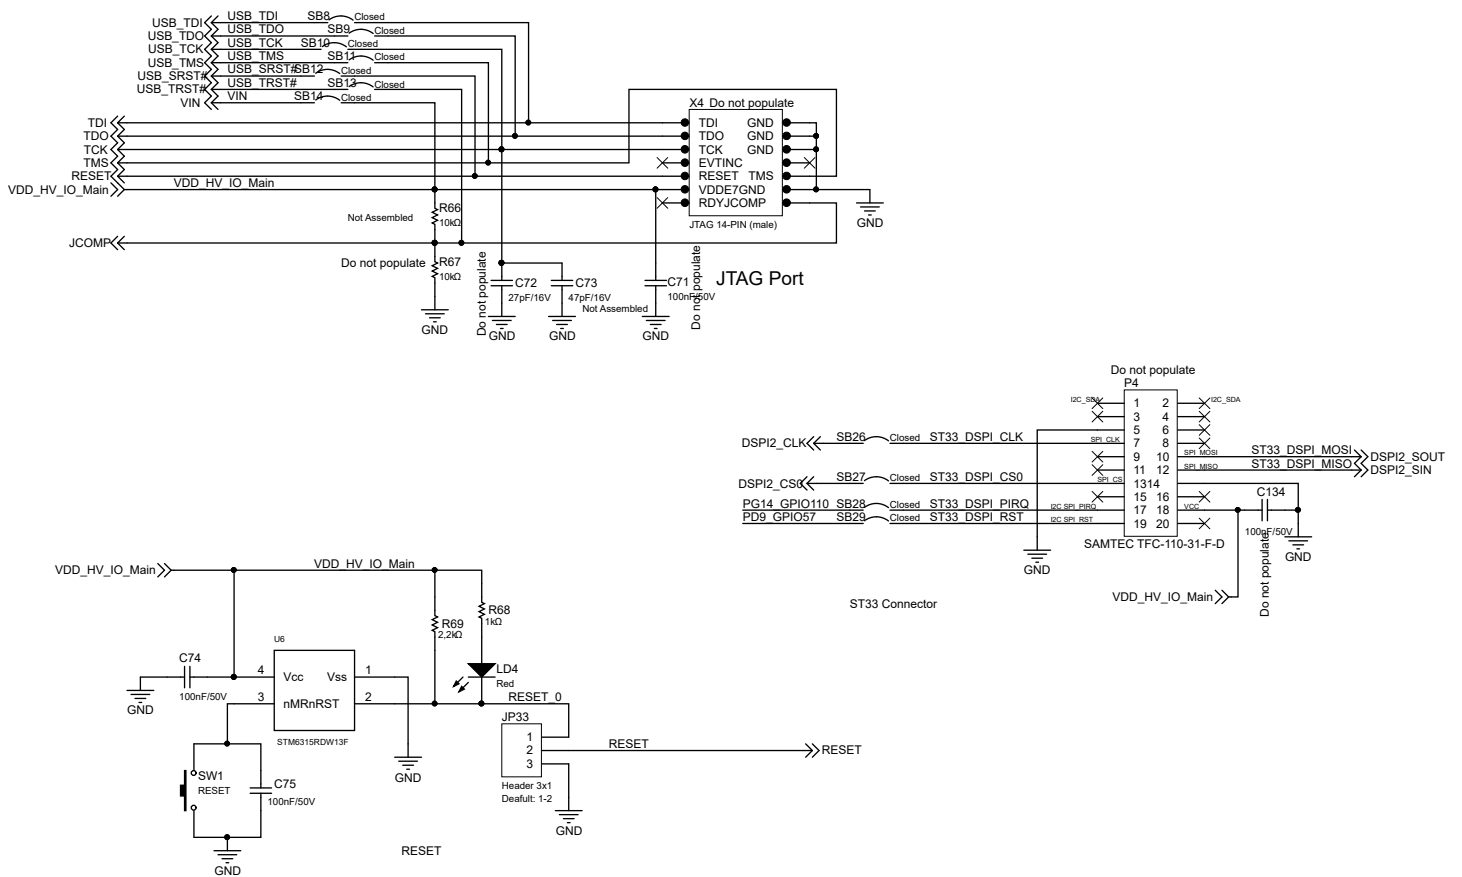 USB_TDI USB_TDI SB8 Closed
USB_TDO USB_TDO SB9 Closed
USB_TCK USB_TCK SB10 Closed
USB_TMS USB_TMS SB11 Closed
USB_SRST# USB_SRST# SB12 Closed
USB_TRST# USB_TRST# SB13 Closed
VIN VIN SB14 Closed
X4 Do not populate
TDI TDI GND
TDO TDO GND
TCK TCK GND
TMS EVTINC
RESET RESET TMS
VDD_HV_IO_Main VDD_HV_IO_Main VDDE7GND
RDYJCOMP
R66
Not Assembled 10kΩ
JTAG 14-PIN (male)
GND
JCOMP
Do not populate R67
10kΩ
GND
Do not populate
C72
27pF/16V
GND
C73
47pF/16V
Not Assembled
GND
C71
100nF/50V
Do not populate
GND
JTAG Port
Do not populate
P4
I2C_SDA 1 2 I2C_SDA
3 4
5 6
DSPI2_CLK SB26 Closed ST33_DSPI_CLK SPI_CLK 7 8
9 10 SPI_MOSI ST33_DSPI_MOSI DSPI2_SOUT
11 12 SPI_MISO ST33_DSPI_MISO DSPI2_SIN
DSPI2_CS0 SB27 Closed ST33_DSPI_CS0 SPI_CS 1314
15 16
PG14_GPIO110 SB28 Closed ST33_DSPI_PIRQ I2C SPI_PIRQ 17 18 VCC
PD9_GPIO57 SB29 Closed ST33_DSPI_RST I2C SPI_RST 19 20
C134
100nF/50V
Do not populate
GND
SAMTEC TFC-110-31-F-D
GND
VDD_HV_IO_Main
ST33 Connector
VDD_HV_IO_Main VDD_HV_IO_Main
R69
2,2kΩ
R68
1kΩ
U6
C74
100nF/50V
GND
4 Vcc Vss 1
3 nMRnRST 2
STM6315RDW13F
LD4
Red
RESET_0
GND
JP33
1
2 RESET RESET
3
Header 3x1
Deafult: 1-2
GND
SW1
RESET
C75
100nF/50V
GND
RESET